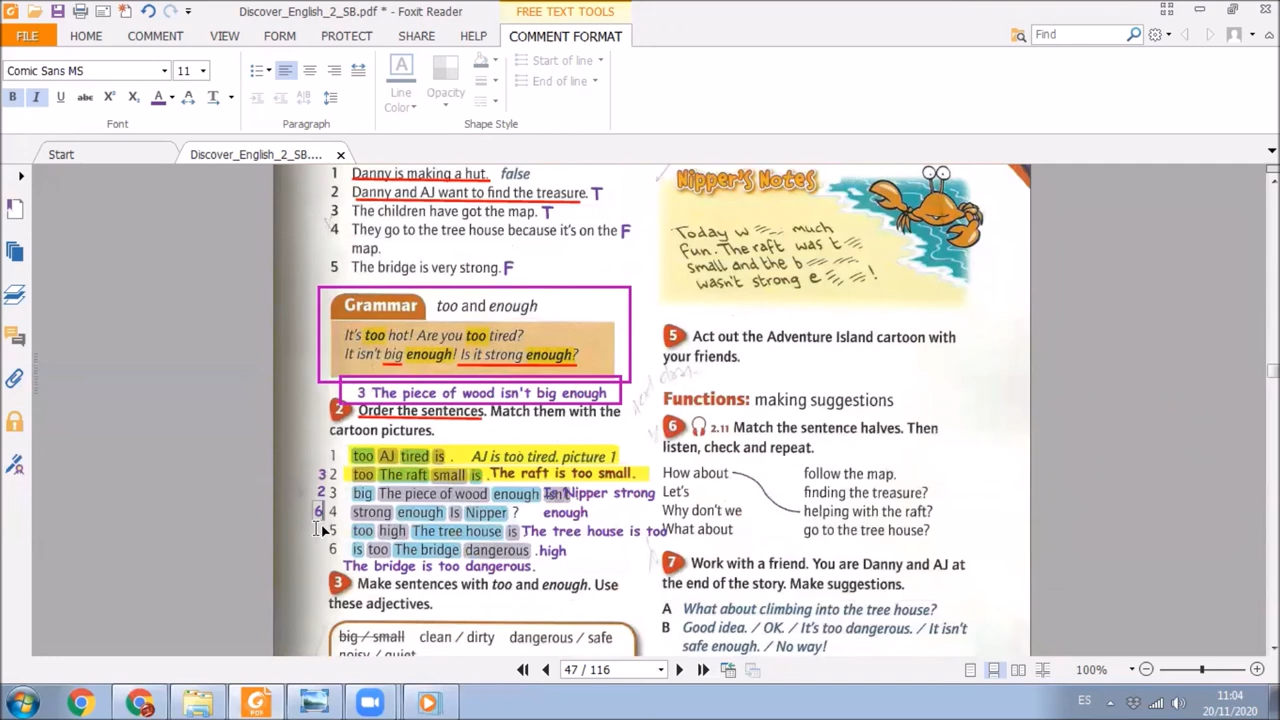 Discover_English_2_SB.pdf * - Foxit Reader
FREE TEXT TOOLS
FILE HOME COMMENT VIEW FORM PROTECT SHARE HELP COMMENT FORMAT
Find
Comic Sans MS 11
B I U abc X² X₂ A A T
Line Color
Opacity
Start of line
End of line
Font Paragraph Shape Style
Start Discover_English_2_SB....
1 Danny is making a hut. false
2 Danny and AJ want to find the treasure. T
3 The children have got the map. T
4 They go to the tree house because it's on the F
map.
5 The bridge is very strong. F
Grammar too and enough
It's too hot! Are you too tired?
It isn't big enough! Is it strong enough?
3 The piece of wood isn't big enough
2 Order the sentences. Match them with the
cartoon pictures.
1 too AJ tired is . AJ is too tired. picture 1
3 2 too The raft small is . The raft is too small.
2 3 big The piece of wood enough isn't Is Nipper strong
6 4 strong enough Is Nipper ? enough
5 too high The tree house is The tree house is too
6 is too The bridge dangerous . high
The bridge is too dangerous.
3 Make sentences with too and enough. Use
these adjectives.
big / small clean / dirty dangerous / safe
noisy / quiet
Nipper's Notes
Today w much
fun. The raft was t
small and the b
wasn't strong e !
5 Act out the Adventure Island cartoon with
your friends.
Functions: making suggestions
6 2.11 Match the sentence halves. Then
listen, check and repeat.
How about follow the map.
Let's finding the treasure?
Why don't we helping with the raft?
What about go to the tree house?
7 Work with a friend. You are Danny and AJ at
the end of the story. Make suggestions.
A What about climbing into the tree house?
B Good idea. / OK. / It's too dangerous. / It isn't
safe enough. / No way!
47 / 116
100%
ES
11:04
20/11/2020